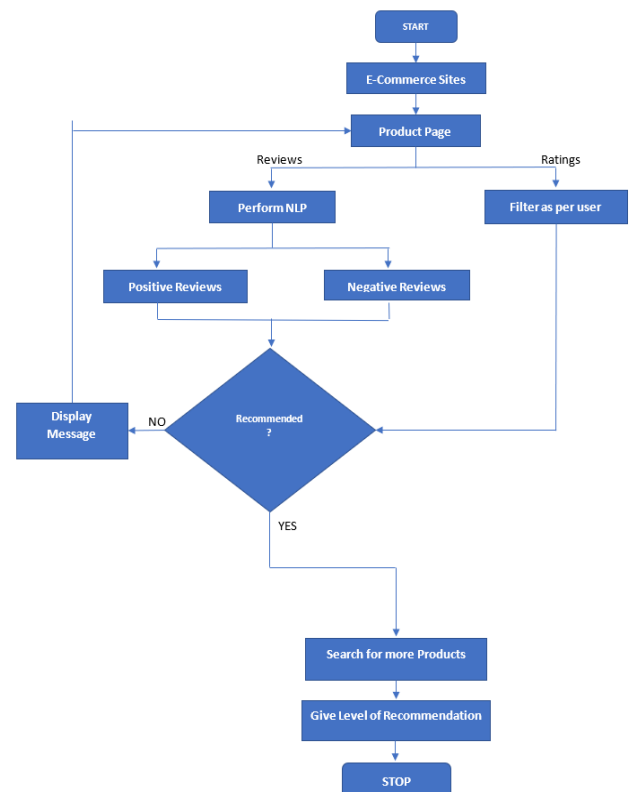 START
E-Commerce Sites
Product Page
Reviews
Ratings
Perform NLP
Filter as per user
Positive Reviews
Negative Reviews
Recommended
?
NO
Display
Message
YES
Search for more Products
Give Level of Recommendation
STOP